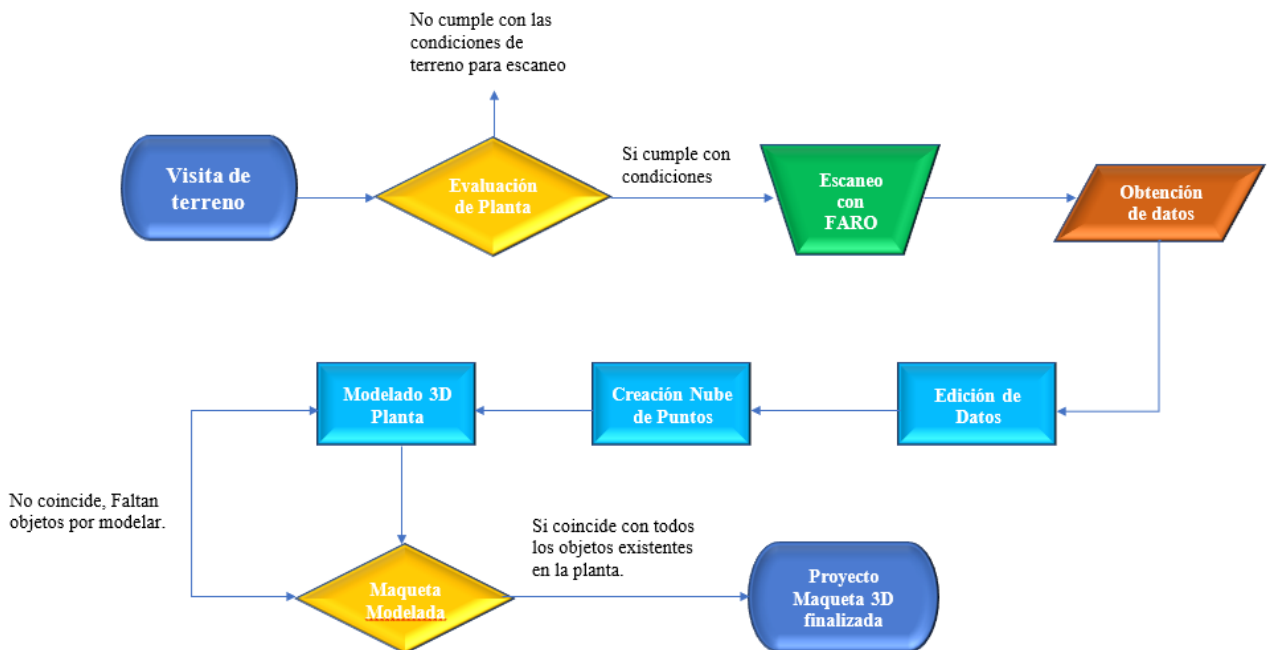 No cumple con las
condiciones de
terreno para escaneo
Visita de
terreno
Evaluación
de Planta
Si cumple con
condiciones
Escaneo
con
FARO
Obtención
de datos
Modelado 3D
Planta
Creación Nube
de Puntos
Edición de
Datos
No coincide, Faltan
objetos por modelar.
Maqueta
Modelada
Si coincide con todos
los objetos existentes
en la planta.
Proyecto
Maqueta 3D
finalizada